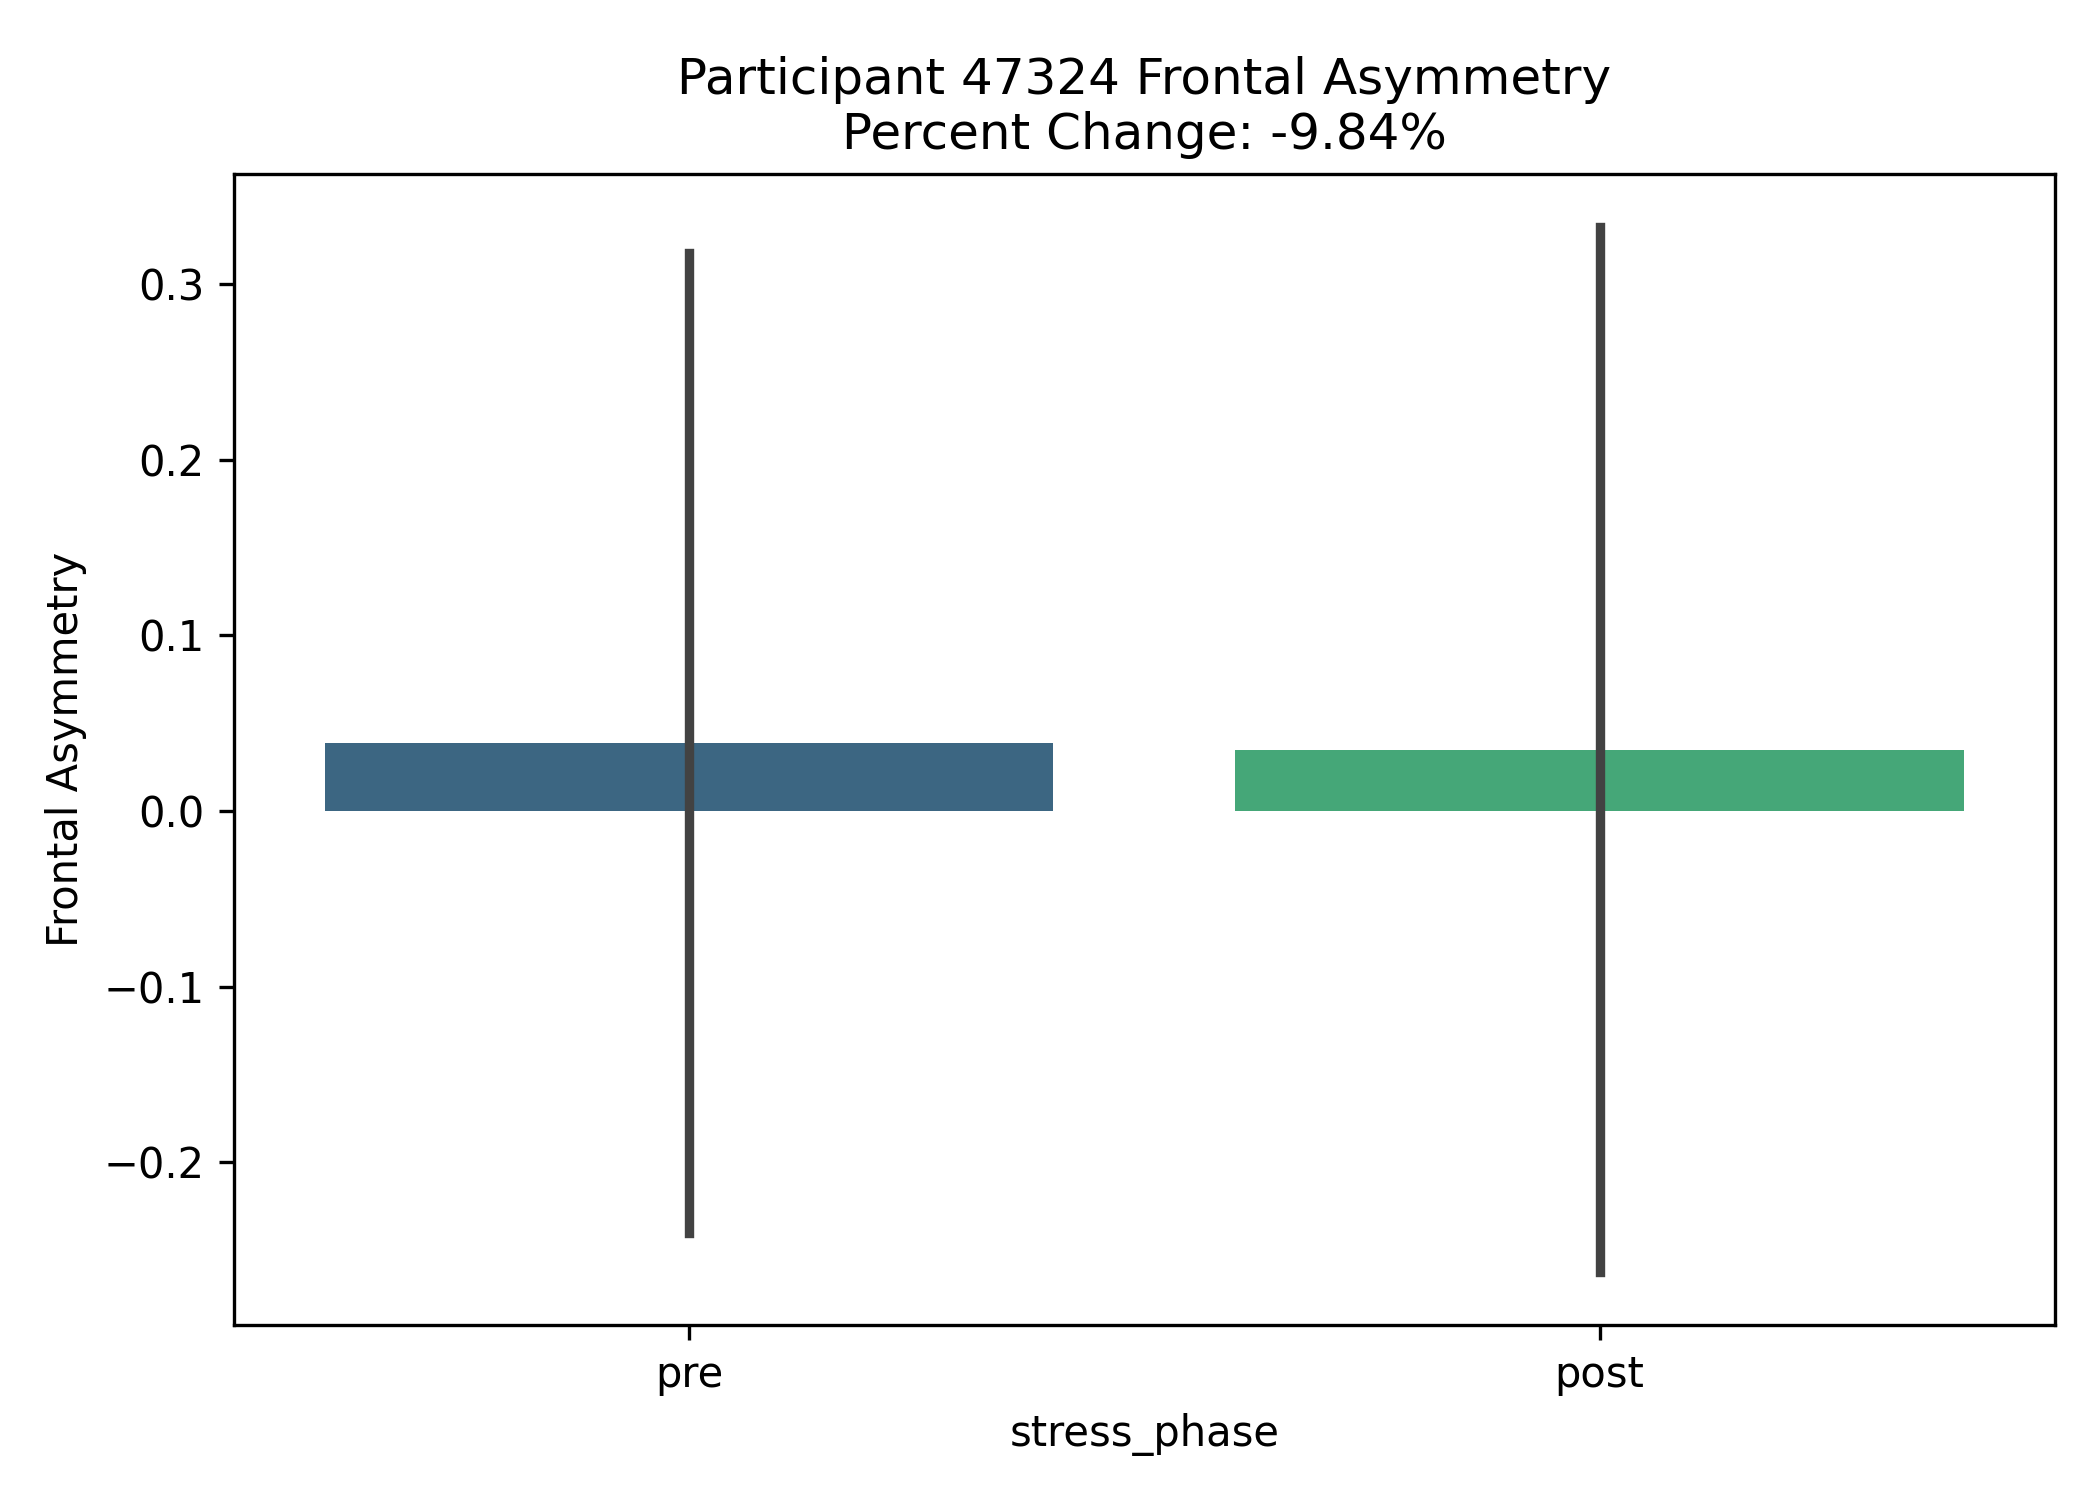 Participant 47324 Frontal Asymmetry
Percent Change: -9.84%
Frontal Asymmetry
0.3
0.2
0.1
0.0
−0.1
−0.2
pre
post
stress_phase